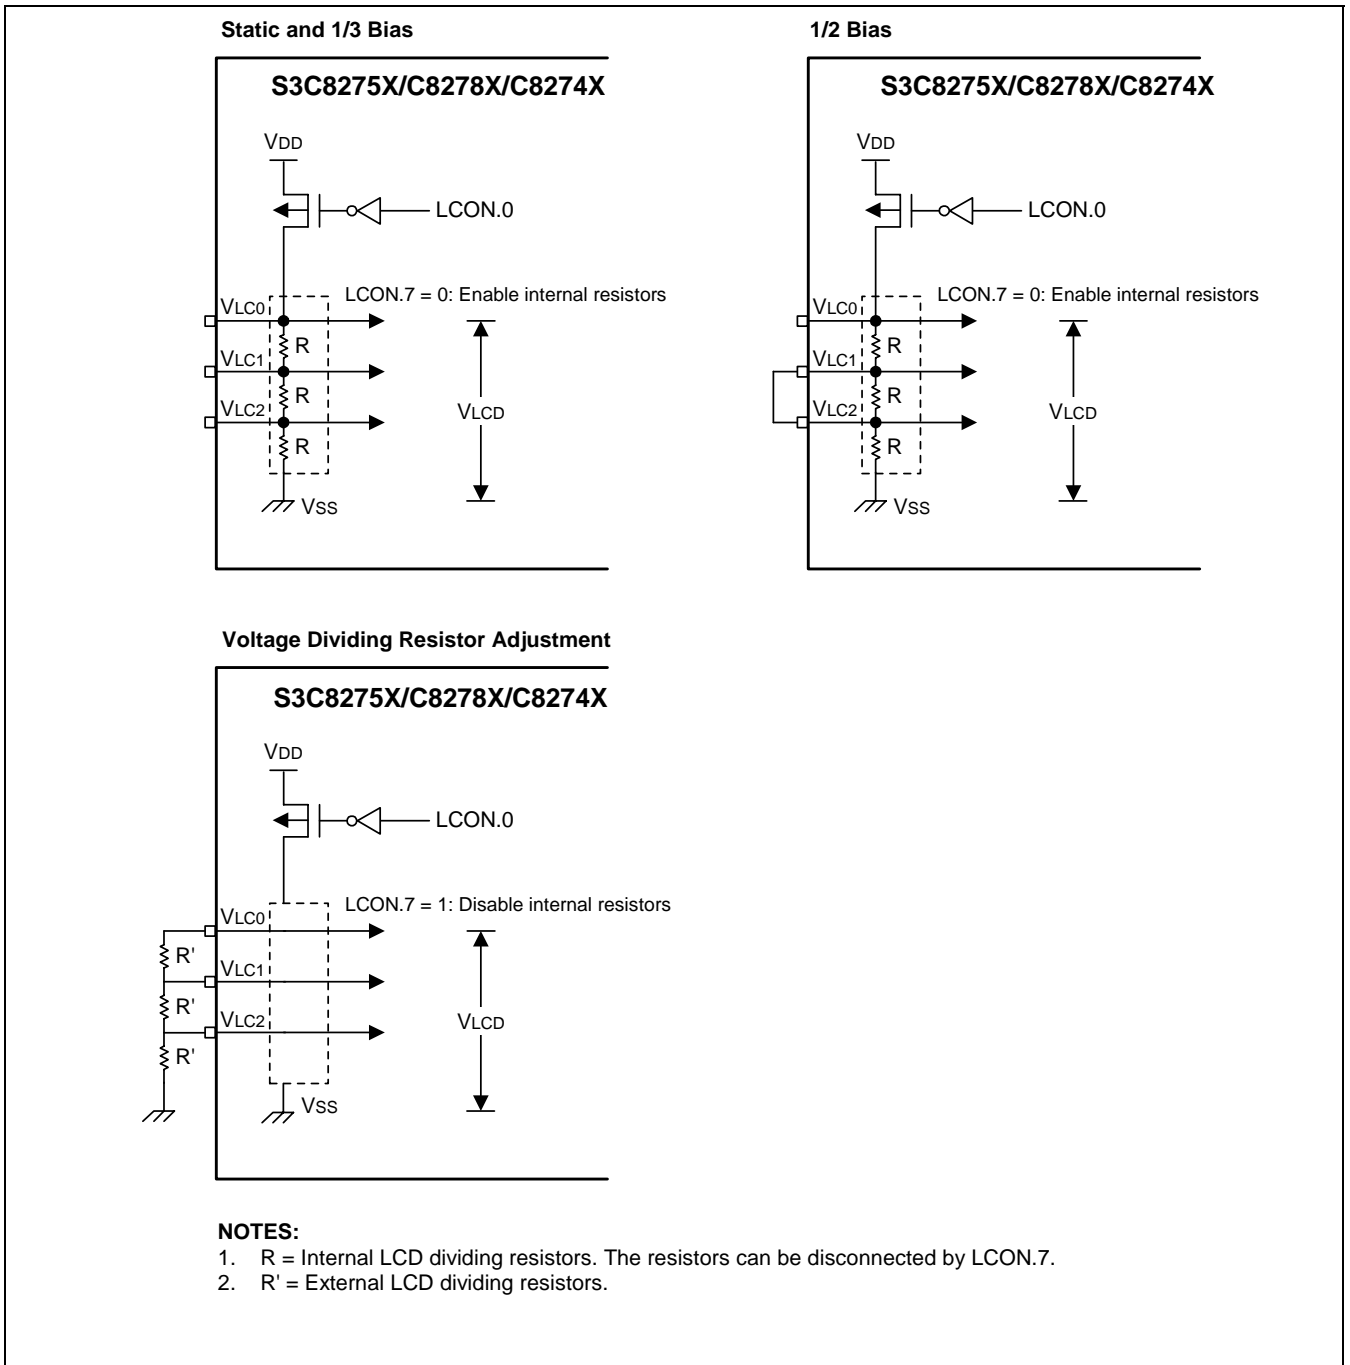 Static and 1/3 Bias
S3C8275X/C8278X/C8274X
VDD
LCON.0
LCON.7 = 0: Enable internal resistors
VLC0
R
VLC1
R
VLC2
R
VLCD
VSS
1/2 Bias
S3C8275X/C8278X/C8274X
VDD
LCON.0
LCON.7 = 0: Enable internal resistors
VLC0
R
VLC1
R
VLC2
R
VLCD
VSS
Voltage Dividing Resistor Adjustment
S3C8275X/C8278X/C8274X
VDD
LCON.0
LCON.7 = 1: Disable internal resistors
VLC0
R'
VLC1
R'
VLC2
R'
VLCD
VSS
NOTES:
1. R = Internal LCD dividing resistors. The resistors can be disconnected by LCON.7.
2. R' = External LCD dividing resistors.